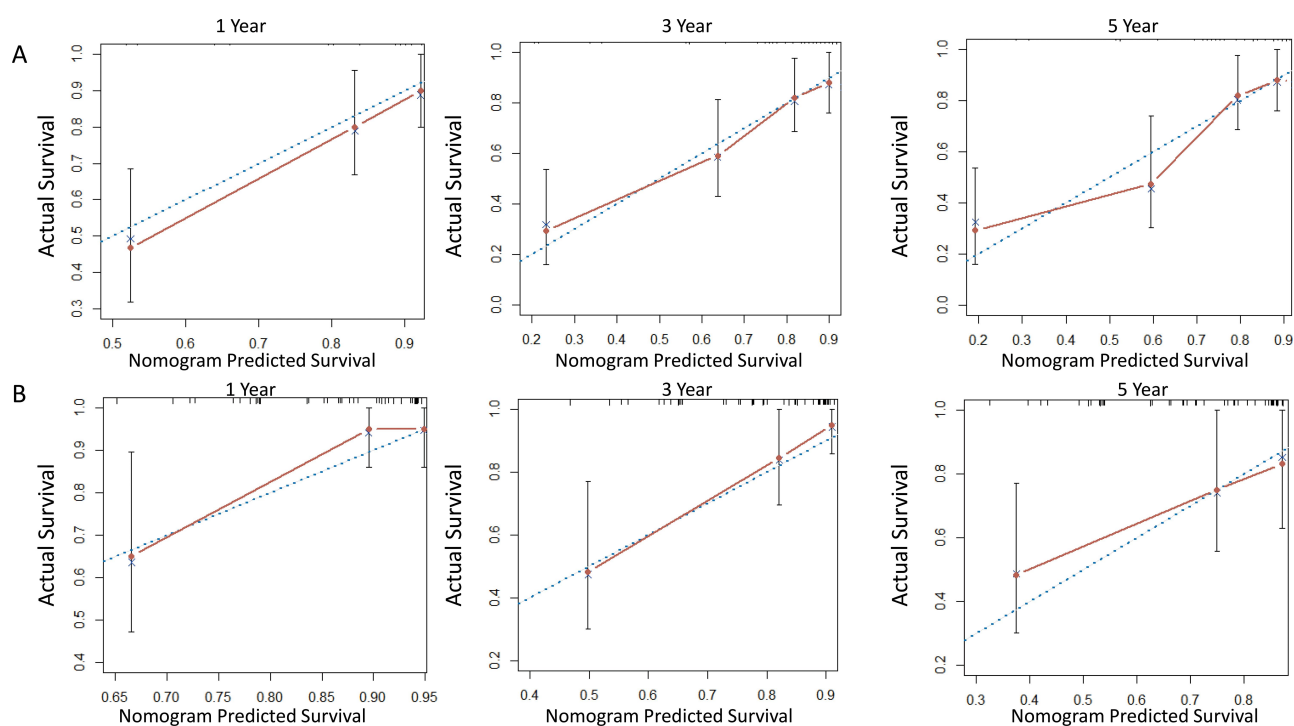 1 Year
3 Year
5 Year
A
Actual Survival
0.3 0.4 0.5 0.6 0.7 0.8 0.9 1.0
0.5 0.6 0.7 0.8 0.9
Nomogram Predicted Survival
Actual Survival
0.0 0.2 0.4 0.6 0.8 1.0
0.2 0.3 0.4 0.5 0.6 0.7 0.8 0.9
Nomogram Predicted Survival
Actual Survival
0.0 0.2 0.4 0.6 0.8 1.0
0.2 0.3 0.4 0.5 0.6 0.7 0.8 0.9
Nomogram Predicted Survival
B
1 Year
3 Year
5 Year
Actual Survival
0.4 0.5 0.6 0.7 0.8 0.9 1.0
0.65 0.70 0.75 0.80 0.85 0.90 0.95
Nomogram Predicted Survival
Actual Survival
0.2 0.4 0.6 0.8 1.0
0.4 0.5 0.6 0.7 0.8 0.9
Nomogram Predicted Survival
Actual Survival
0.2 0.4 0.6 0.8 1.0
0.3 0.4 0.5 0.6 0.7 0.8
Nomogram Predicted Survival